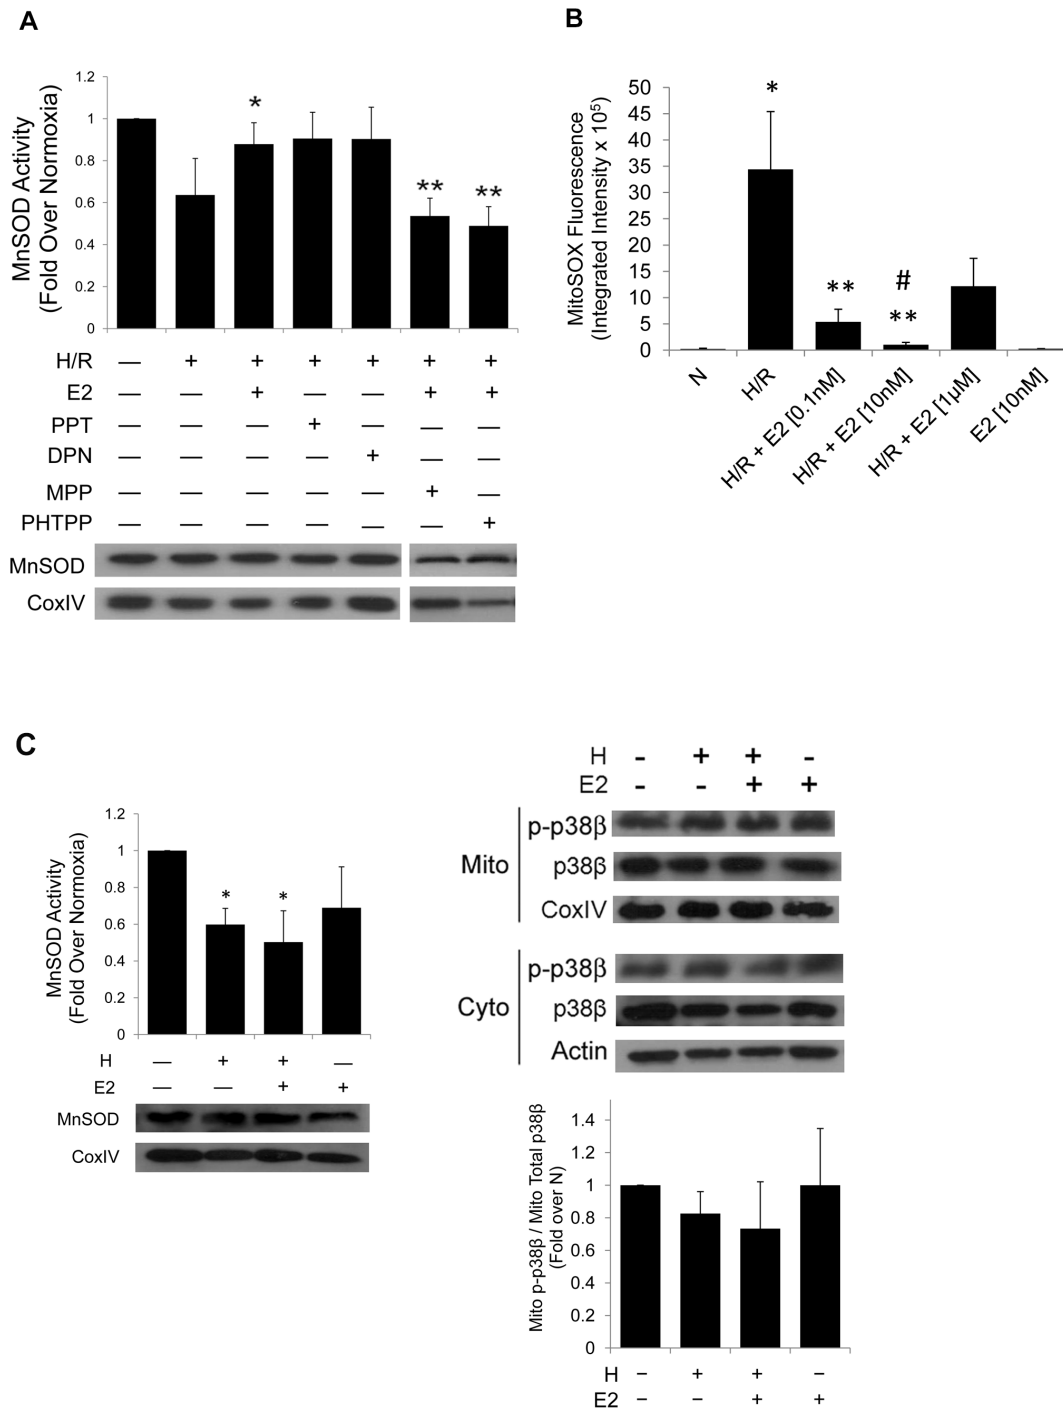 A
MnSOD Activity
(Fold Over Normoxia)
1.2
1
0.8
0.6
0.4
0.2
0
*
**
**
H/R — + + + + + +
E2 — — + — — + +
PPT — — — + — — —
DPN — — — — + — —
MPP — — — — — + —
PHTPP — — — — — — +
MnSOD
CoxIV
B
MitoSOX Fluorescence
(Integrated Intensity x 10⁵)
50
45
40
35
30
25
20
15
10
5
0
*
**
#
**
N
H/R
H/R + E2 [0.1nM]
H/R + E2 [10nM]
H/R + E2 [1μM]
E2 [10nM]
C
MnSOD Activity
(Fold Over Normoxia)
1.2
1
0.8
0.6
0.4
0.2
0
*
*
H — + + —
E2 — — + +
MnSOD
CoxIV
H - + + -
E2 - - + +
Mito
p-p38β
p38β
CoxIV
Cyto
p-p38β
p38β
Actin
Mito p-p38β / Mito Total p38β
(Fold over N)
1.4
1.2
1
0.8
0.6
0.4
0.2
0
H − + + −
E2 − − + +